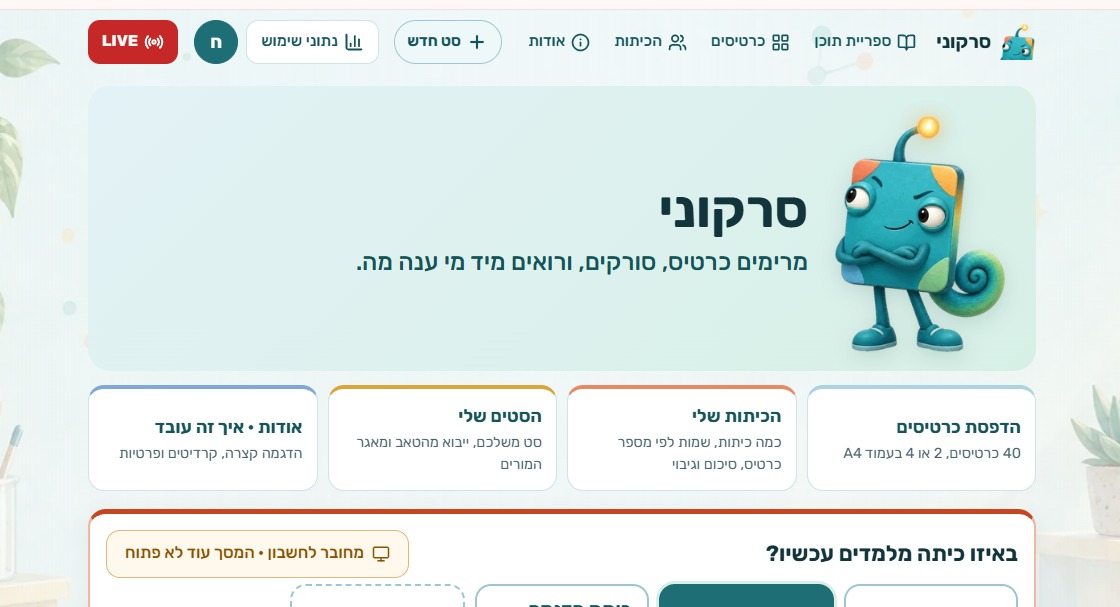 סרקוני
ספריית תוכן
כרטיסים
הכיתות
אודות
סט חדש
נתוני שימוש
ח
LIVE
סרקוני
מרימים כרטיס, סורקים, ורואים מיד מי ענה מה.
הדפסת כרטיסים
40 כרטיסים, 2 או 4 בעמוד A4
הכיתות שלי
כמה כיתות, שמות לפי מספר
כרטיס, סיכום וגיבוי
הסטים שלי
סט משלכם, ייבוא מהטאב ומאגר
המורים
אודות • איך זה עובד
הדגמה קצרה, קרדיטים ופרטיות
באיזו כיתה מלמדים עכשיו?
מחובר לחשבון • המסך עוד לא פתוח